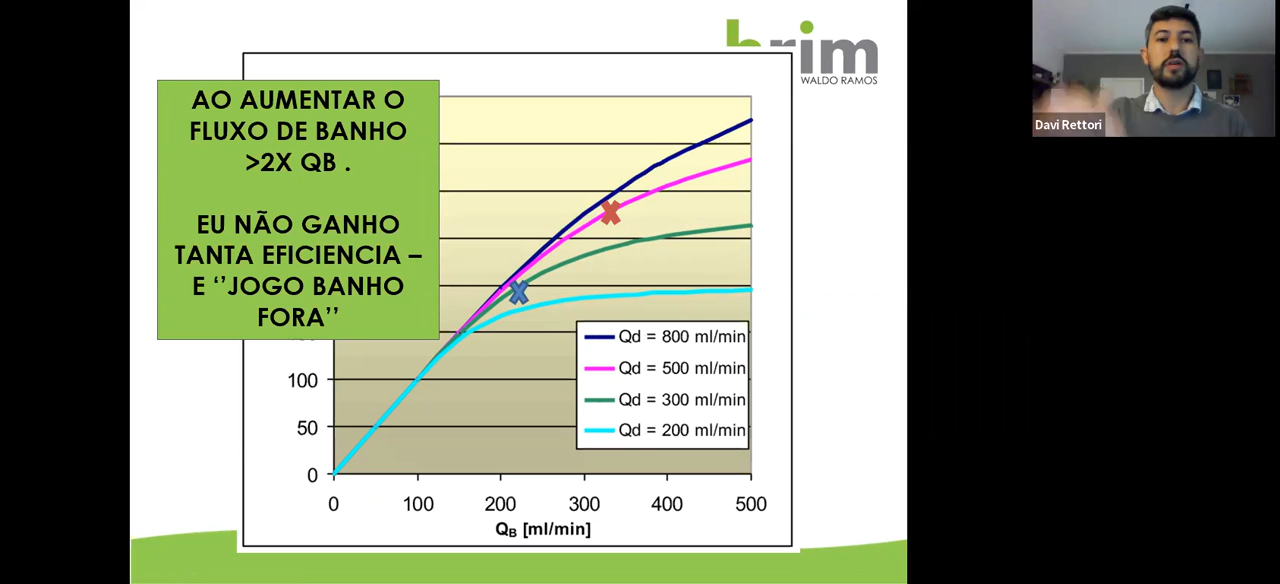 brim
WALDO RAMOS
Davi Rettori
AO AUMENTAR O
FLUXO DE BANHO
>2X QB .
EU NÃO GANHO
TANTA EFICIENCIA –
E ‘’JOGO BANHO
FORA’’
100
50
0
Qd = 800 ml/min
Qd = 500 ml/min
Qd = 300 ml/min
Qd = 200 ml/min
0 100 200 300 400 500
QB [ml/min]